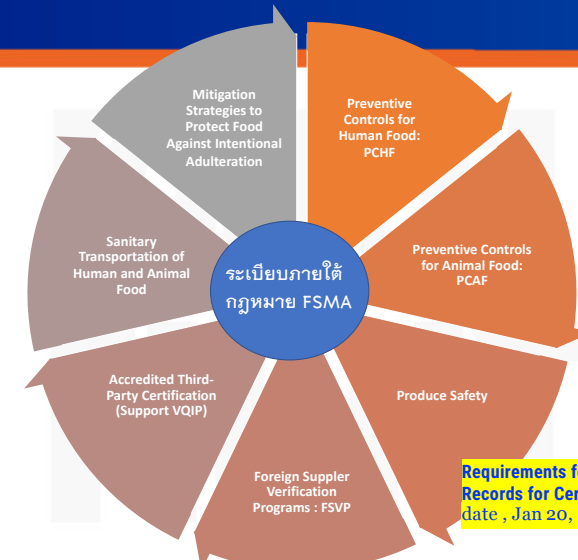 Mitigation
Strategies to
Protect Food
Against Intentional
Adulteration
Preventive
Controls for
Human Food:
PCHF
Sanitary
Transportation of
Human and Animal
Food
ระเบียบภายใต้
กฎหมาย FSMA
Preventive Controls
for Animal Food:
PCAF
Accredited Third-
Party Certification
(Support VQIP)
Produce Safety
Foreign Suppler
Verification
Programs : FSVP
Requirements
Records for
date , Jan 20,